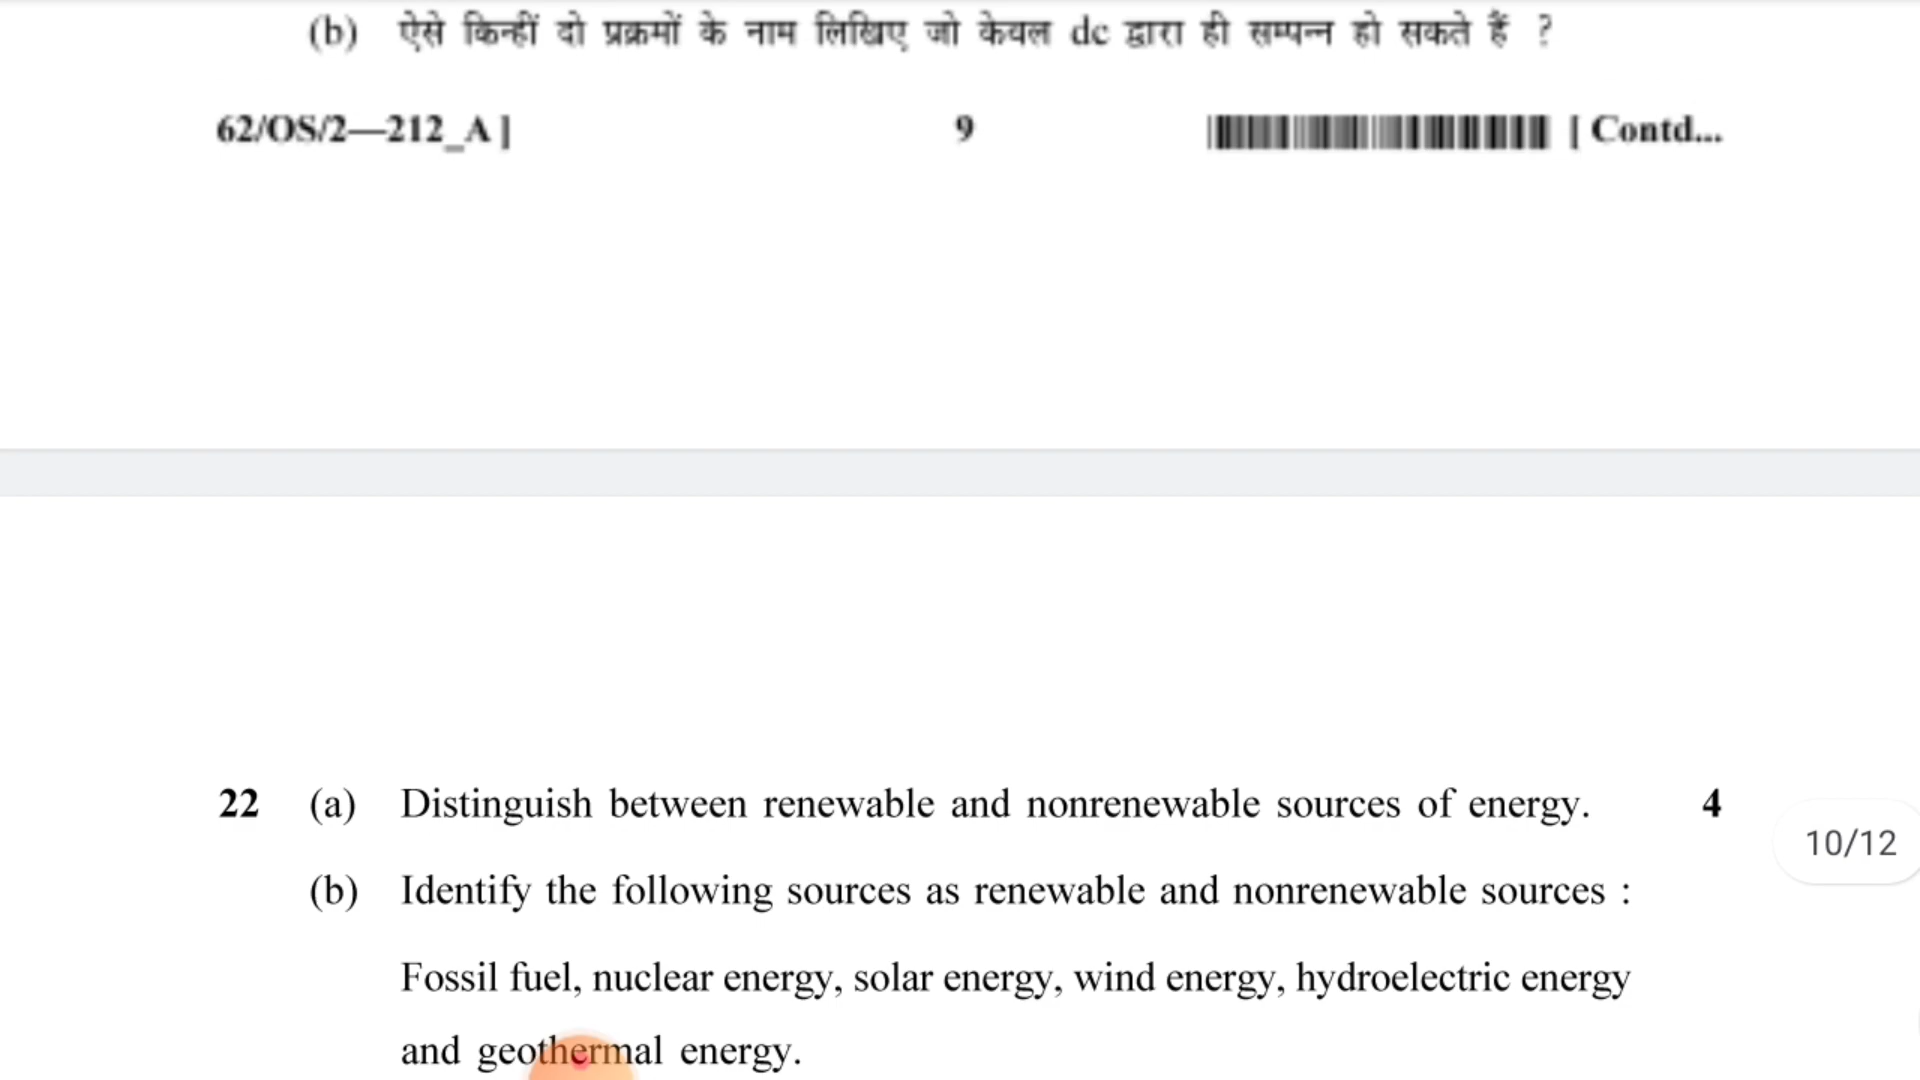 (b) ऐसे किन्हीं दो प्रक्रमों के नाम लिखिए जो केवल dc द्वारा ही सम्पन्न हो सकते हैं ?
62/OS/2—212_A ] 9 [ Contd...
22 (a) Distinguish between renewable and nonrenewable sources of energy. 4
10/12
(b) Identify the following sources as renewable and nonrenewable sources :
Fossil fuel, nuclear energy, solar energy, wind energy, hydroelectric energy
and geothermal energy.